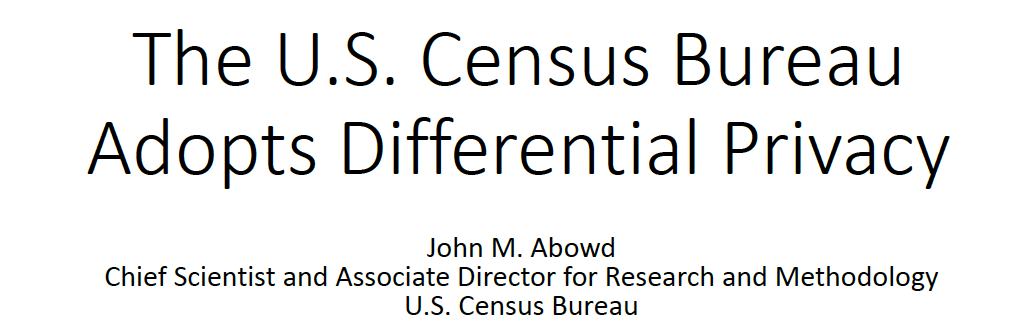 The U.S. Census Bureau
Adopts Differential Privacy
John M. Abowd
Chief Scientist and Associate Director for Research and Methodology
U.S. Census Bureau